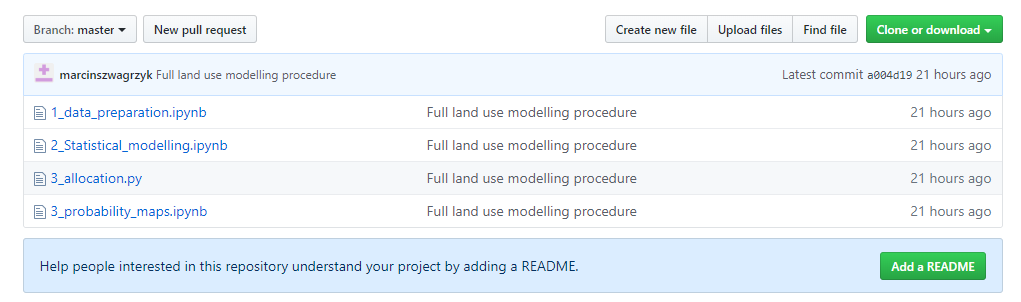 Branch: master New pull request Create new file Upload files Find file Clone or download
marcinszwagrzyk Full land use modelling procedure Latest commit a004d19 21 hours ago
1_data_preparation.ipynb Full land use modelling procedure 21 hours ago
2_Statistical_modelling.ipynb Full land use modelling procedure 21 hours ago
3_allocation.py Full land use modelling procedure 21 hours ago
3_probability_maps.ipynb Full land use modelling procedure 21 hours ago
Help people interested in this repository understand your project by adding a README. Add a README